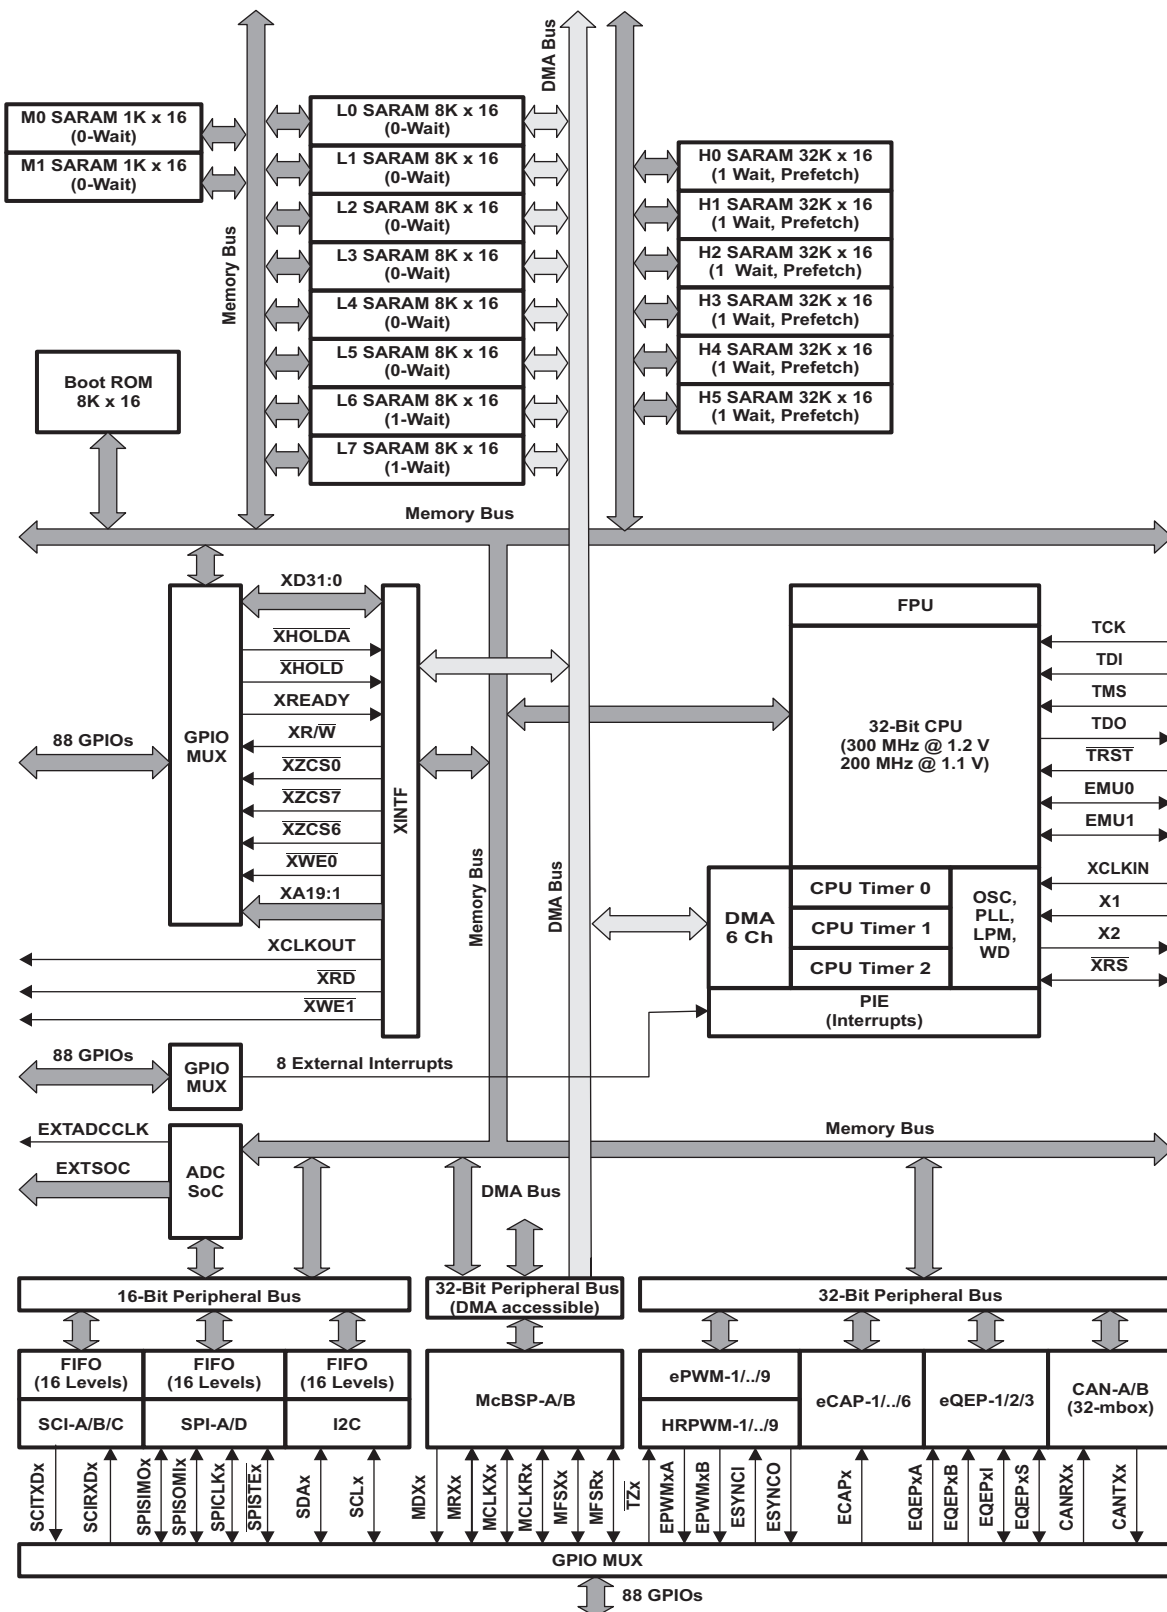 DMA Bus
M0 SARAM 1K x 16
(0-Wait)
M1 SARAM 1K x 16
(0-Wait)
L0 SARAM 8K x 16
(0-Wait)
L1 SARAM 8K x 16
(0-Wait)
L2 SARAM 8K x 16
(0-Wait)
L3 SARAM 8K x 16
(0-Wait)
L4 SARAM 8K x 16
(0-Wait)
L5 SARAM 8K x 16
(0-Wait)
L6 SARAM 8K x 16
(1-Wait)
L7 SARAM 8K x 16
(1-Wait)
H0 SARAM 32K x 16
(1 Wait, Prefetch)
H1 SARAM 32K x 16
(1 Wait, Prefetch)
H2 SARAM 32K x 16
(1 Wait, Prefetch)
H3 SARAM 32K x 16
(1 Wait, Prefetch)
H4 SARAM 32K x 16
(1 Wait, Prefetch)
H5 SARAM 32K x 16
(1 Wait, Prefetch)
Memory Bus
Boot ROM
8K x 16
Memory Bus
88 GPIOs
GPIO
MUX
XD31:0
XHOLDA
XHOLD
XREADY
XR/W
XZCS0
XZCS7
XZCS6
XWE0
XA19:1
XCLKOUT
XRD
XWE1
XINTF
Memory Bus
DMA Bus
FPU
32-Bit CPU
(300 MHz @ 1.2 V
200 MHz @ 1.1 V)
TCK
TDI
TMS
TDO
TRST
EMU0
EMU1
XCLKIN
X1
X2
XRS
DMA
6 Ch
CPU Timer 0
CPU Timer 1
CPU Timer 2
OSC,
PLL,
LPM,
WD
PIE
(Interrupts)
88 GPIOs
GPIO
MUX
8 External Interrupts
EXTADCCLK
EXTSOC
ADC
SoC
Memory Bus
DMA Bus
16-Bit Peripheral Bus
32-Bit Peripheral Bus
(DMA accessible)
32-Bit Peripheral Bus
FIFO
(16 Levels)
SCI-A/B/C
FIFO
(16 Levels)
SPI-A/D
FIFO
(16 Levels)
I2C
McBSP-A/B
ePWM-1/../9
HRPWM-1/../9
eCAP-1/../6
eQEP-1/2/3
CAN-A/B
(32-mbox)
SCITXDx
SCIRXDx
SPISIMOx
SPISOMIx
SPICLKx
SPISTEx
SDAx
SCLx
MDXx
MRXx
MCLKXx
MCLKRx
MFSXx
MFSRx
TZx
EPWMxA
EPWMxB
ESYNCI
ESYNCO
ECAPx
EQEPxA
EQEPxB
EQEPxI
EQEPxS
CANRXx
CANTXx
GPIO MUX
88 GPIOs